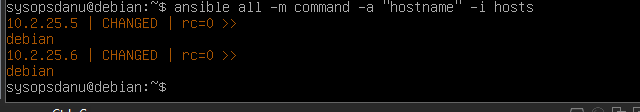 sysopsdanu@debian:~$ ansible all -m command -a "hostname" -i hosts
10.2.25.5 | CHANGED | rc=0 >>
debian
10.2.25.6 | CHANGED | rc=0 >>
debian
sysopsdanu@debian:~$